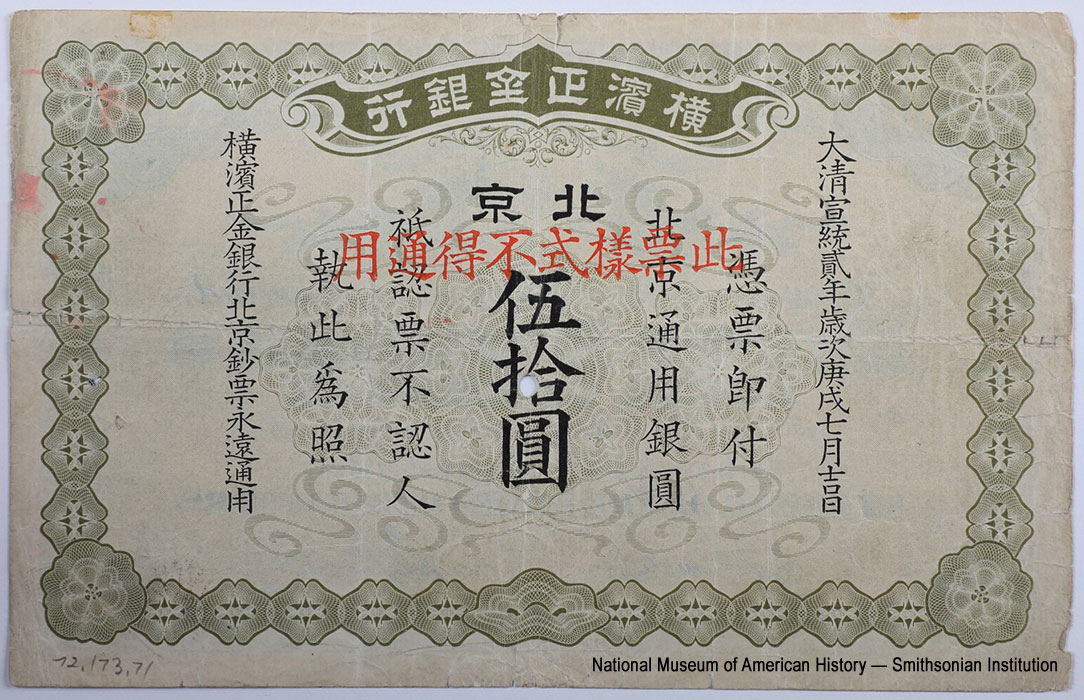 橫濱正金銀行
北京
此票樣式不得通用
大清宣統貳年歲次庚戌七月吉日
憑票即付
北京通用銀圓
伍拾圓
祗認票不認人
執此為照
橫濱正金銀行北京鈔票永遠通用
72.173.71
National Museum of American History — Smithsonian Institution